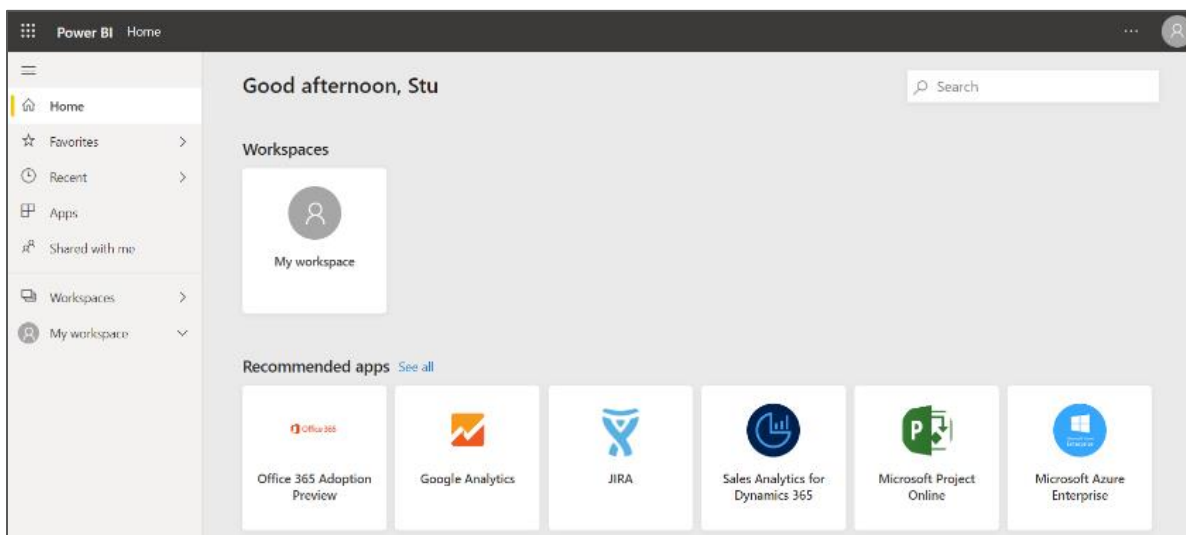 Power BI Home
Good afternoon, Stu
Search
Home
Favorites
Recent
Apps
Shared with me
Workspaces
My workspace
Workspaces
My workspace
Recommended apps See all
Office 365
Office 365 Adoption
Preview
Google Analytics
JIRA
Sales Analytics for
Dynamics 365
Microsoft Project
Online
Microsoft Azure
Enterprise